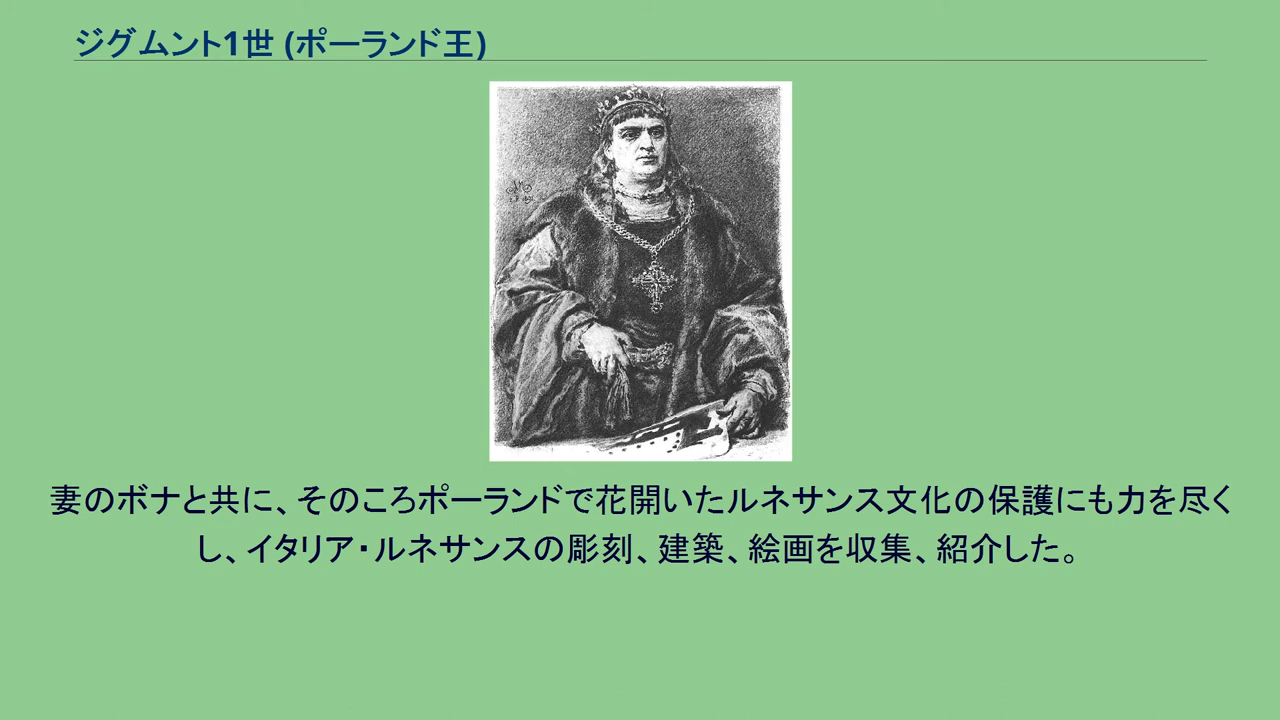 ジグムント1世 (ポーランド王)
妻のボナと共に、そのころポーランドで花開いたルネサンス文化の保護にも力を尽く
し、イタリア・ルネサンスの彫刻、建築、絵画を収集、紹介した。